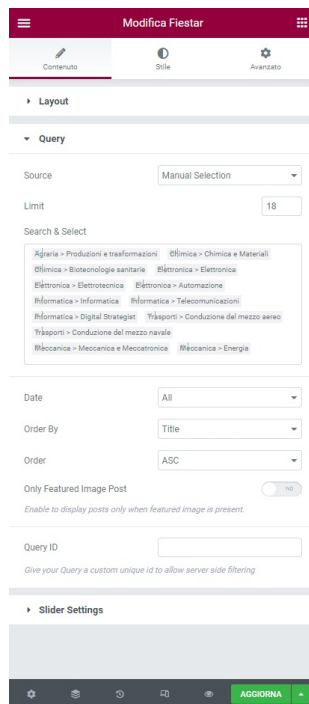 Modifica Fiestar
Contenuto
Stile
Avanzato
Layout
Query
Source
Manual Selection
Limit
18
Search & Select
Agraria > Produzioni e trasformazioni
Chimica > Chimica e Materiali
Chimica > Biotecnologie sanitarie
Elettronica > Elettronica
Elettronica > Elettrotecnica
Elettronica > Automazione
Informatica > Informatica
Informatica > Telecomunicazioni
Informatica > Digital Strategist
Trasporti > Conduzione del mezzo aereo
Trasporti > Conduzione del mezzo navale
Meccanica > Meccanica e Meccatronica
Meccanica > Energia
Date
All
Order By
Title
Order
ASC
Only Featured Image Post
NO
Enable to display posts only when featured image is present.
Query ID
Give your Query a custom unique id to allow server side filtering
Slider Settings
AGGIORNA